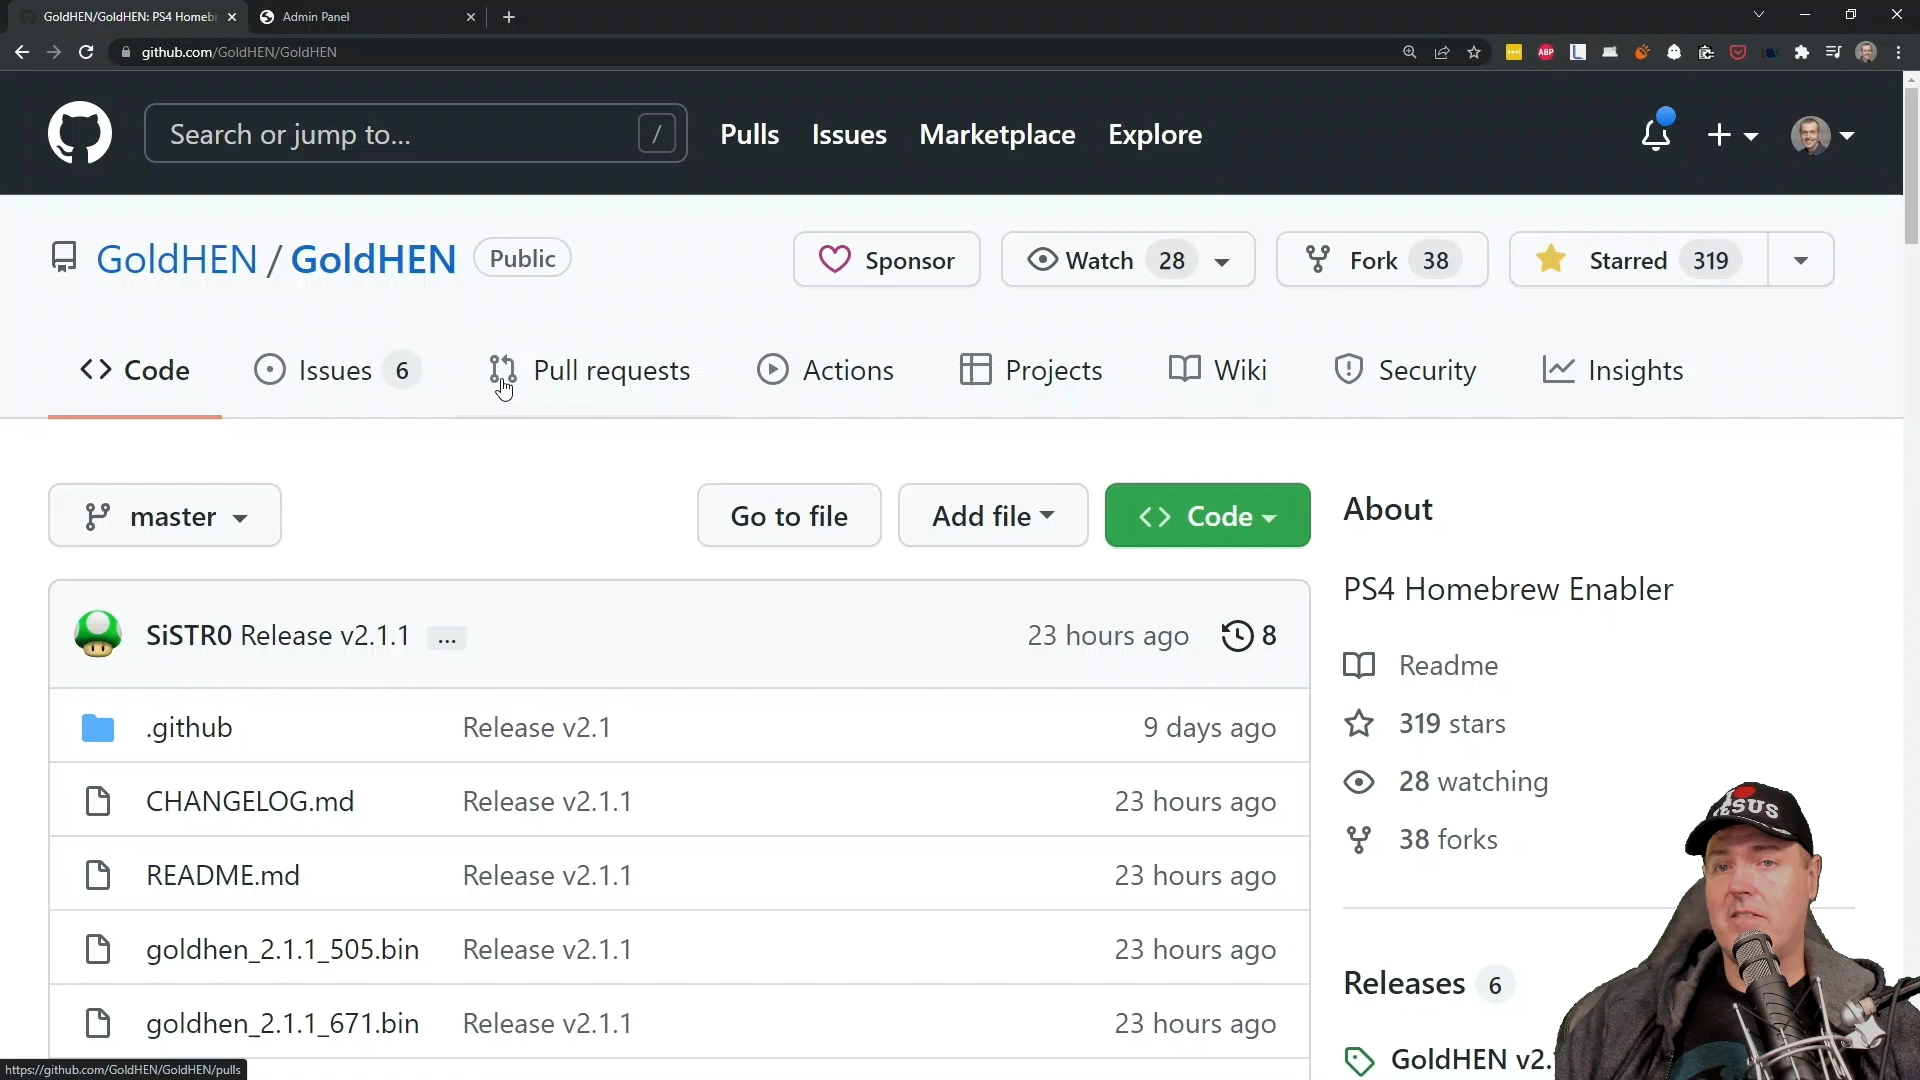 GoldHEN/GoldHEN: PS4 Homebr
Admin Panel
github.com/GoldHEN/GoldHEN
ABP
L
Search or jump to...
/
Pulls
Issues
Marketplace
Explore
GoldHEN / GoldHEN
Public
Sponsor
Watch 28
Fork 38
Starred 319
Code
Issues 6
Pull requests
Actions
Projects
Wiki
Security
Insights
master
Go to file
Add file
Code
About
PS4 Homebrew Enabler
SiSTR0 Release v2.1.1 ...
23 hours ago
8
Readme
.github Release v2.1 9 days ago
319 stars
CHANGELOG.md Release v2.1.1 23 hours ago
28 watching
38 forks
README.md Release v2.1.1 23 hours ago
goldhen_2.1.1_505.bin Release v2.1.1 23 hours ago
Releases 6
goldhen_2.1.1_671.bin Release v2.1.1 23 hours ago
GoldHEN v2.
I
JESUS
https://github.com/GoldHEN/GoldHEN/pulls